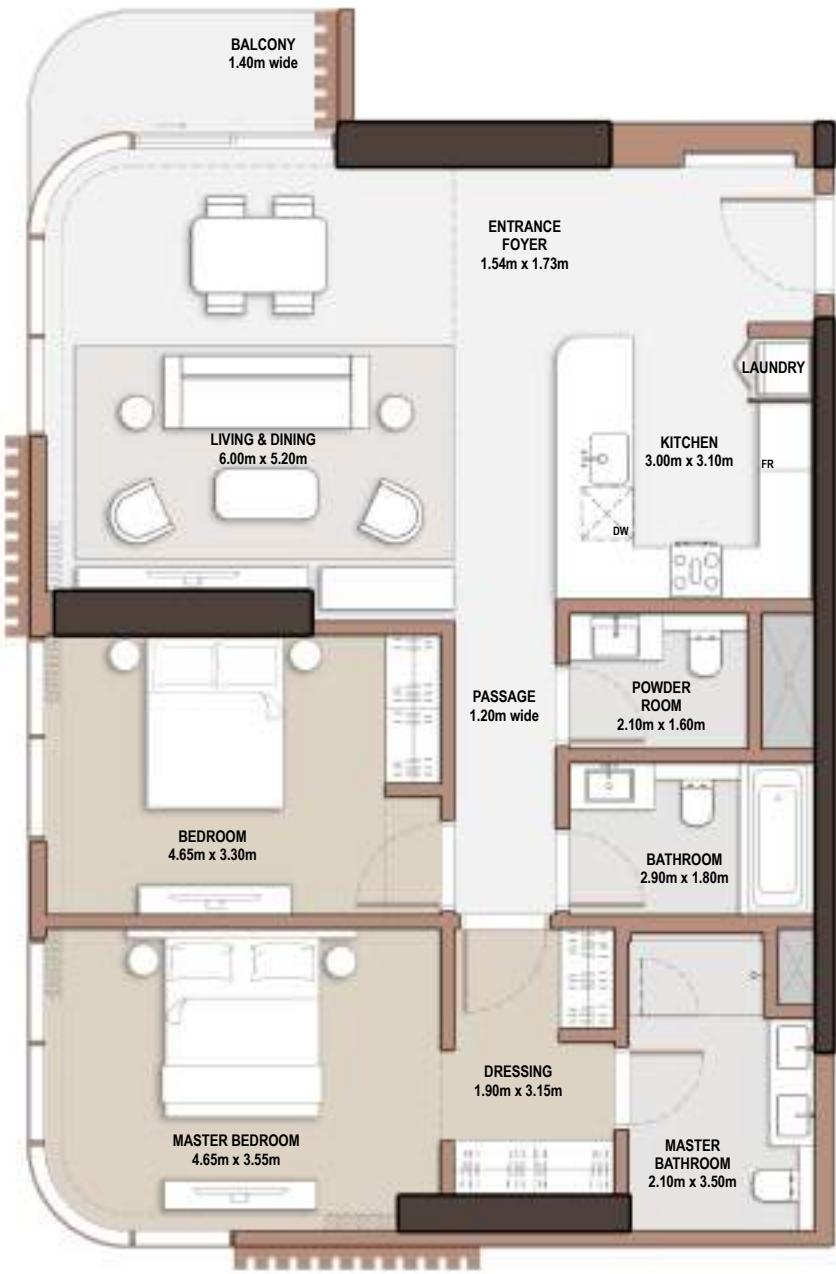 BALCONY
1.40m wide
ENTRANCE
FOYER
1.54m x 1.73m
LAUNDRY
LIVING & DINING
6.00m x 5.20m
KITCHEN
3.00m x 3.10m
FR
DW
PASSAGE
1.20m wide
POWDER
ROOM
2.10m x 1.60m
BEDROOM
4.65m x 3.30m
BATHROOM
2.90m x 1.80m
DRESSING
1.90m x 3.15m
MASTER BEDROOM
4.65m x 3.55m
MASTER
BATHROOM
2.10m x 3.50m